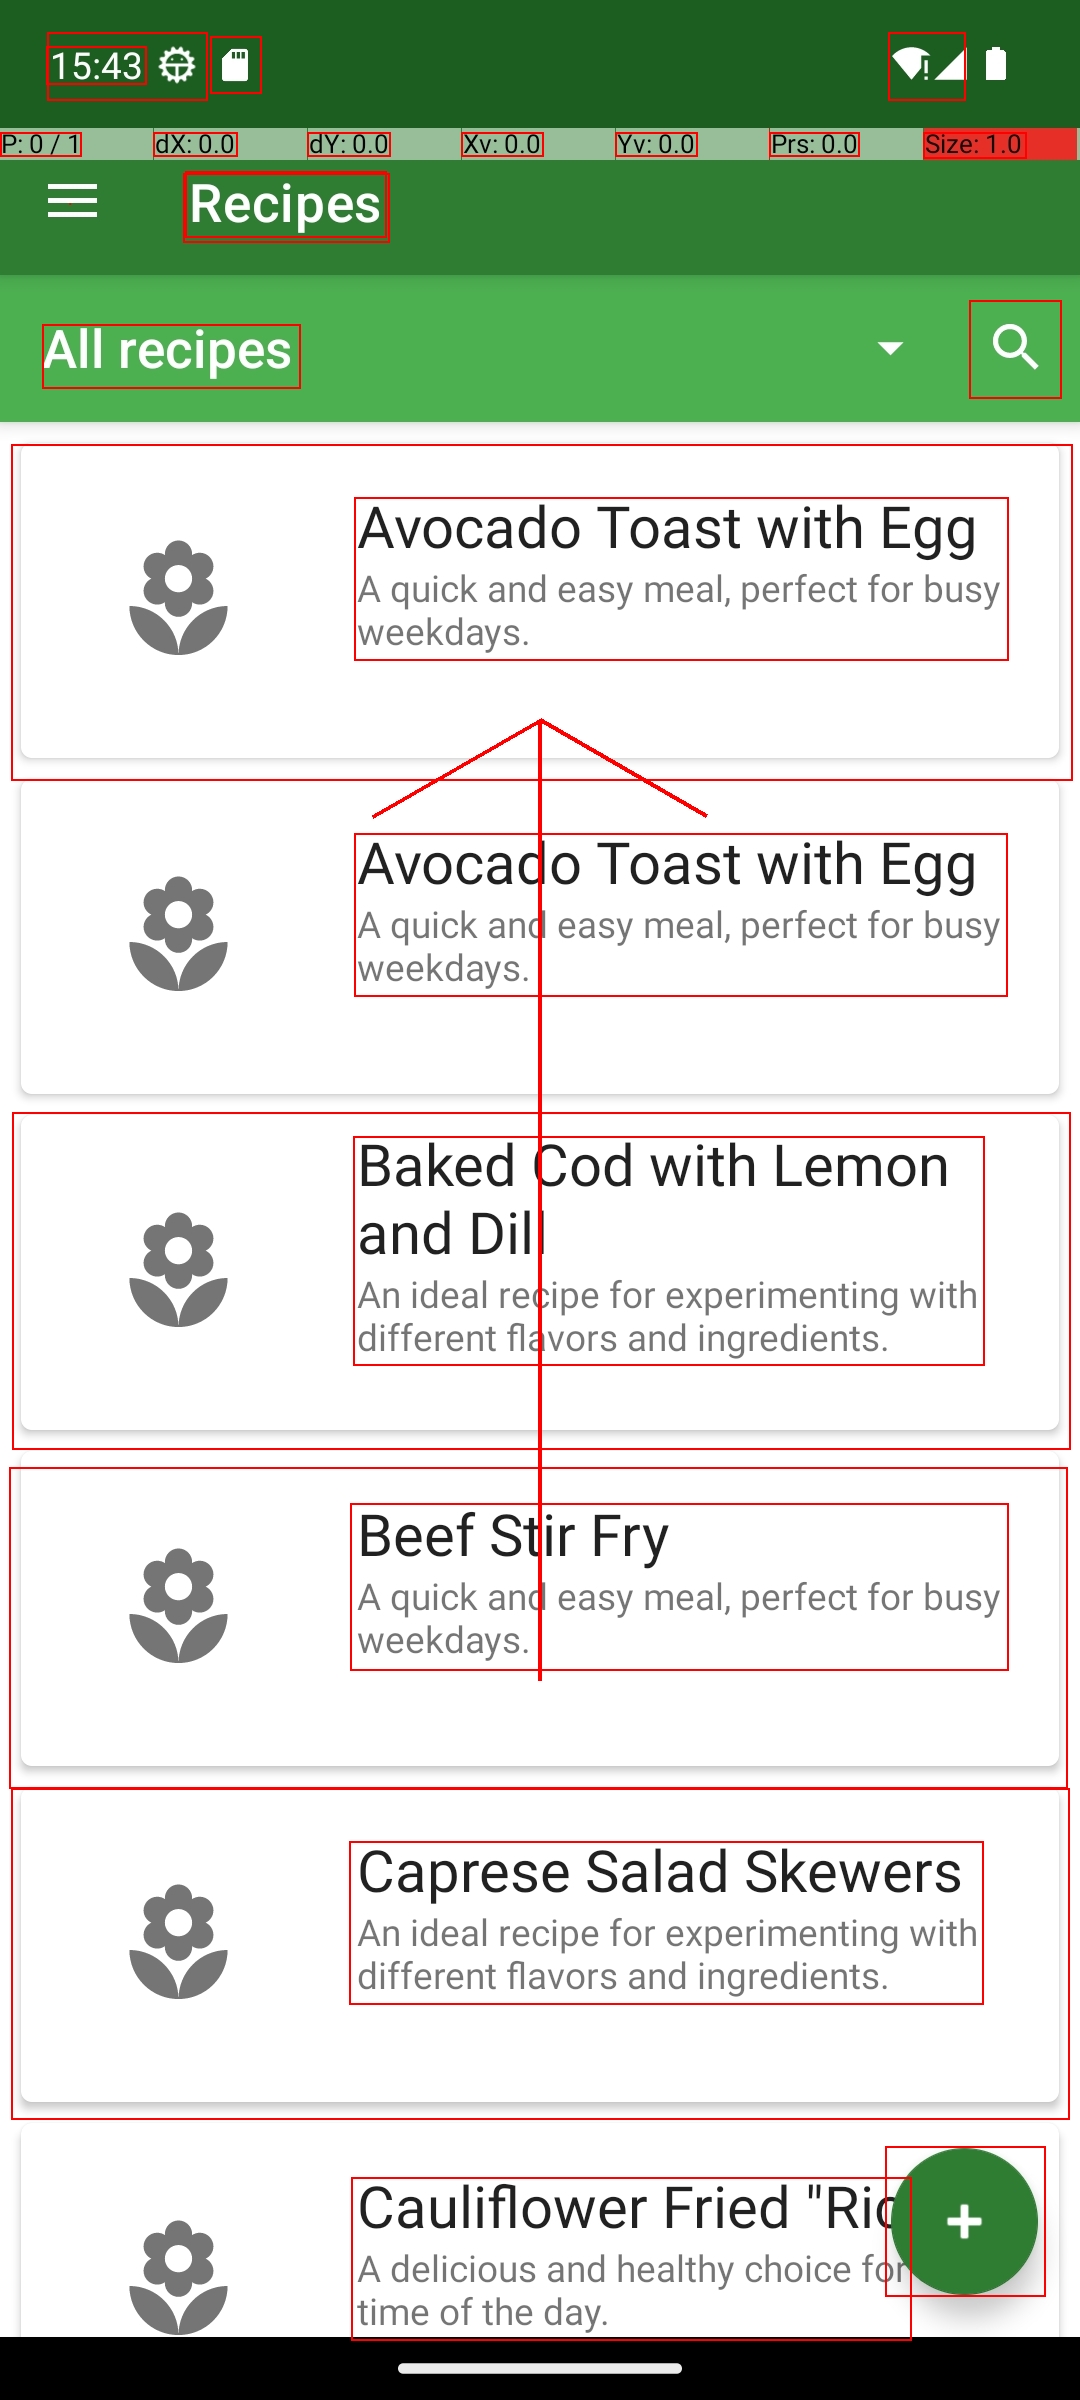 15:43
P: 0 / 1 dX: 0.0 dY: 0.0 Xv: 0.0 Yv: 0.0 Prs: 0.0 Size: 1.0
Recipes
All recipes
Avocado Toast with Egg
A quick and easy meal, perfect for busy
weekdays.
Avocado Toast with Egg
A quick and easy meal, perfect for busy
weekdays.
Baked Cod with Lemon
and Dill
An ideal recipe for experimenting with
different flavors and ingredients.
Beef Stir Fry
A quick and easy meal, perfect for busy
weekdays.
Caprese Salad Skewers
An ideal recipe for experimenting with
different flavors and ingredients.
Cauliflower Fried "Ric
A delicious and healthy choice for
time of the day.